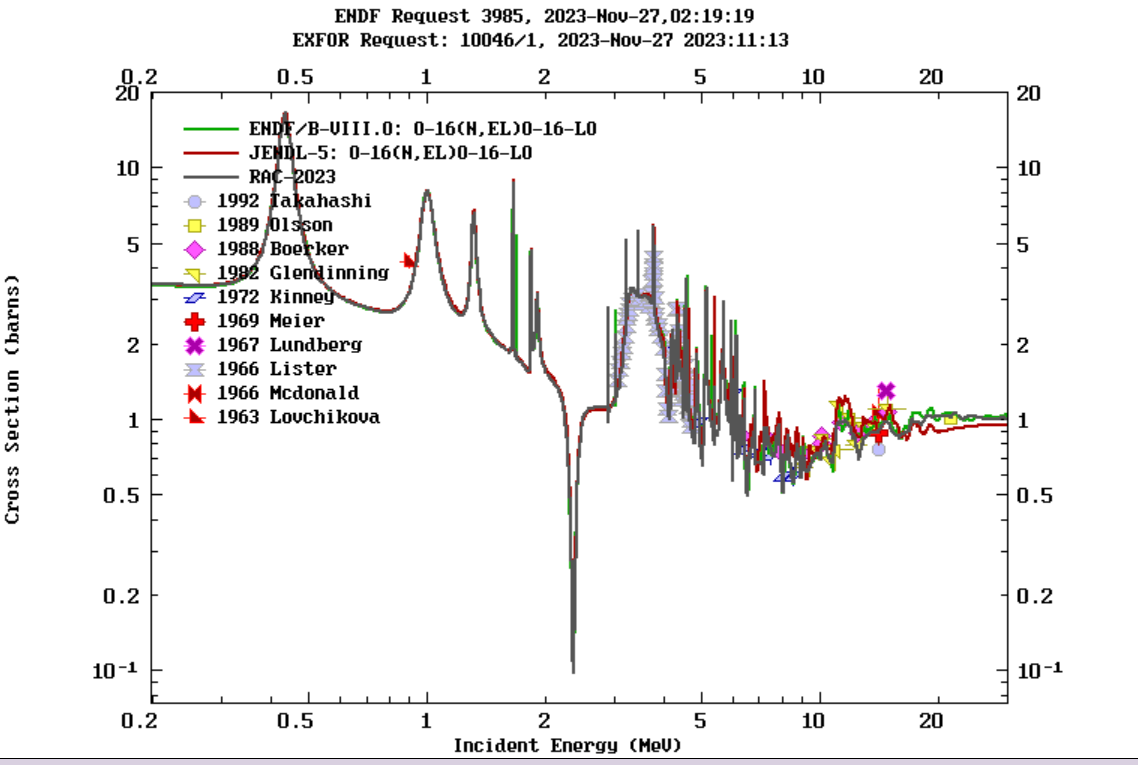 ENDF Request 3985, 2023-Nov-27,02:19:19
EXFOR Request: 10046/1, 2023-Nov-27 2023:11:13
0.2 0.5 1 2 5 10 20
20 20
ENDF/B-VIII.0: O-16(N,EL)O-16-L0
JENDL-5: O-16(N,EL)O-16-L0
10 10
RAC-2023
1992 Takahashi
1989 Olsson
5 5
1988 Boerker
1982 Glendinning
1972 Kinney
1969 Meier
2 2
1967 Lundberg
1966 Lister
1966 Mcdonald
1963 Lovchikova
1 1
0.5 0.5
0.2 0.2
10⁻¹ 10⁻¹
0.2 0.5 1 2 5 10 20
Incident Energy (MeV)
Cross Section (barns)